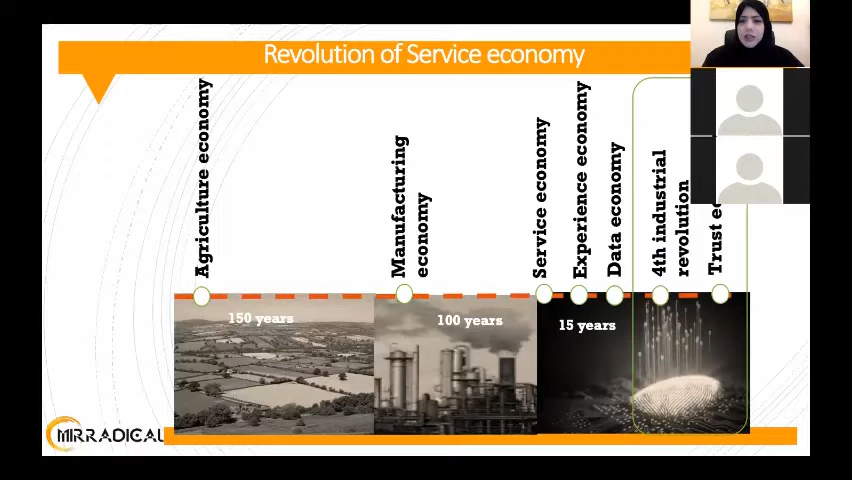 Revolution of Service economy
Agriculture economy
Manufacturing
economy
Service economy
Experience economy
Data economy
4th industrial
revolution
Trust
150 years
100 years
15 years
MIRRADICAL